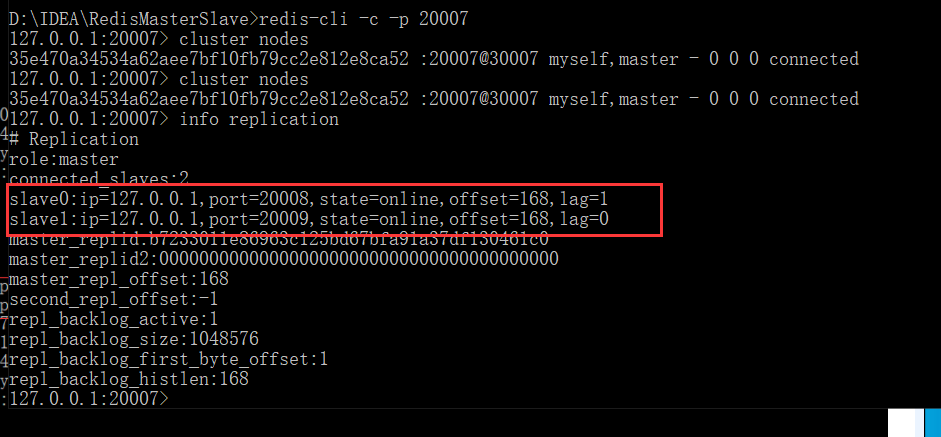 D:\IDEA\RedisMasterSlave>redis-cli -c -p 20007
127.0.0.1:20007> cluster nodes
35e470a34534a62aee7bf10fb79cc2e812e8ca52 :20007@30007 myself,master - 0 0 0 connected
127.0.0.1:20007> cluster nodes
35e470a34534a62aee7bf10fb79cc2e812e8ca52 :20007@30007 myself,master - 0 0 0 connected
127.0.0.1:20007> info replication
# Replication
role:master
connected_slaves:2
slave0:ip=127.0.0.1,port=20008,state=online,offset=168,lag=1
slave1:ip=127.0.0.1,port=20009,state=online,offset=168,lag=0
master_replid:b7233011e86963c125bd67bfa91a37df130461c0
master_replid2:0000000000000000000000000000000000000000
master_repl_offset:168
second_repl_offset:-1
repl_backlog_active:1
repl_backlog_size:1048576
repl_backlog_first_byte_offset:1
repl_backlog_histlen:168
127.0.0.1:20007>